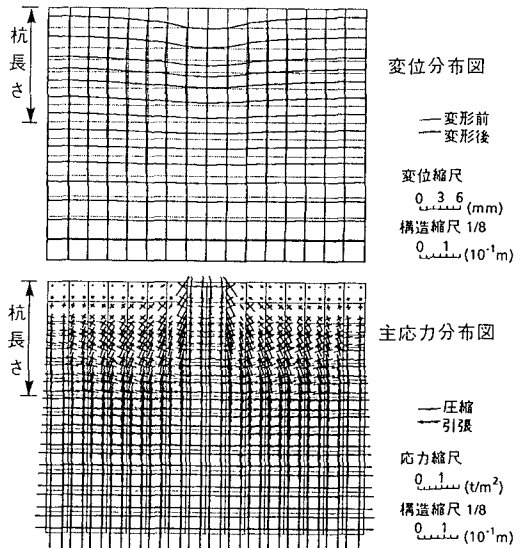 杭長さ
変位分布図
変形前
変形後
変位縮尺
0 3 6 (mm)
構造縮尺 1/8
0 1 (10⁻¹m)
杭長さ
主応力分布図
圧縮
引張
応力縮尺
0 1 (t/m²)
構造縮尺 1/8
0 1 (10⁻¹m)